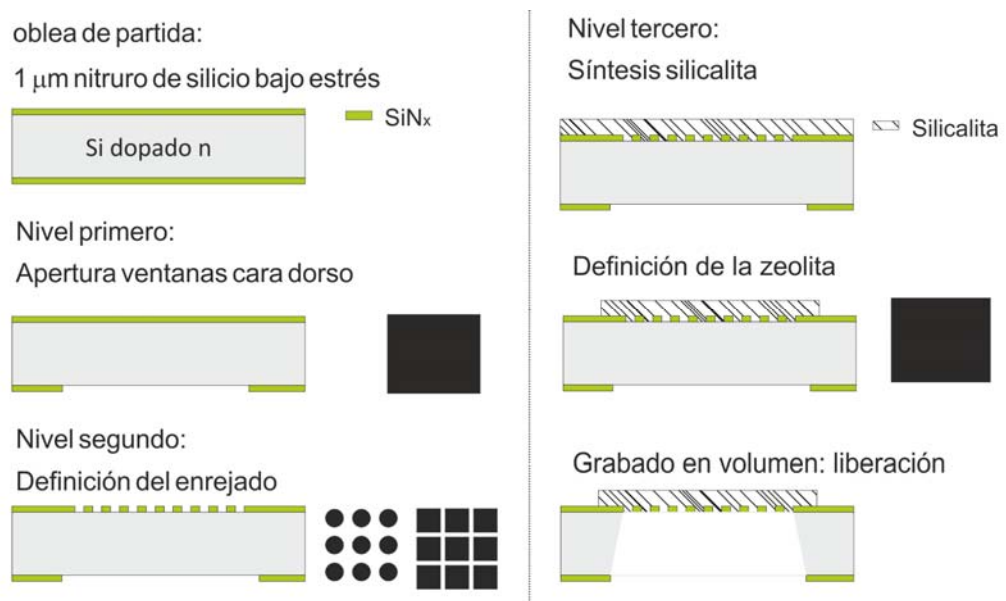 oblea de partida:
1 µm nitruro de silicio bajo estrés
SiNx
Si dopado n
Nivel primero:
Apertura ventanas cara dorso
Nivel segundo:
Definición del enrejado
Nivel tercero:
Síntesis silicalita
Silicalita
Definición de la zeolita
Grabado en volumen: liberación